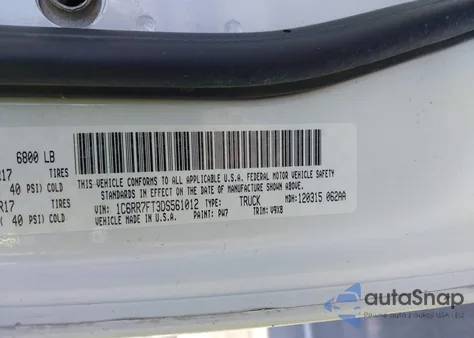 6800 LB
R17 TIRES
40 PSI) COLD
R17 TIRES
( 40 PSI) COLD
THIS VEHICLE CONFORMS TO ALL APPLICABLE U.S.A. FEDERAL MOTOR VEHICLE SAFETY
STANDARDS IN EFFECT ON THE DATE OF MANUFACTURE SHOWN ABOVE.
VIN: 1C6RR7FT3DS561012 TYPE: TRUCK MDH: 120315 062AA
VEHICLE MADE IN U.S.A. PAINT: PW7 TRIM: V9X8
autoSnap